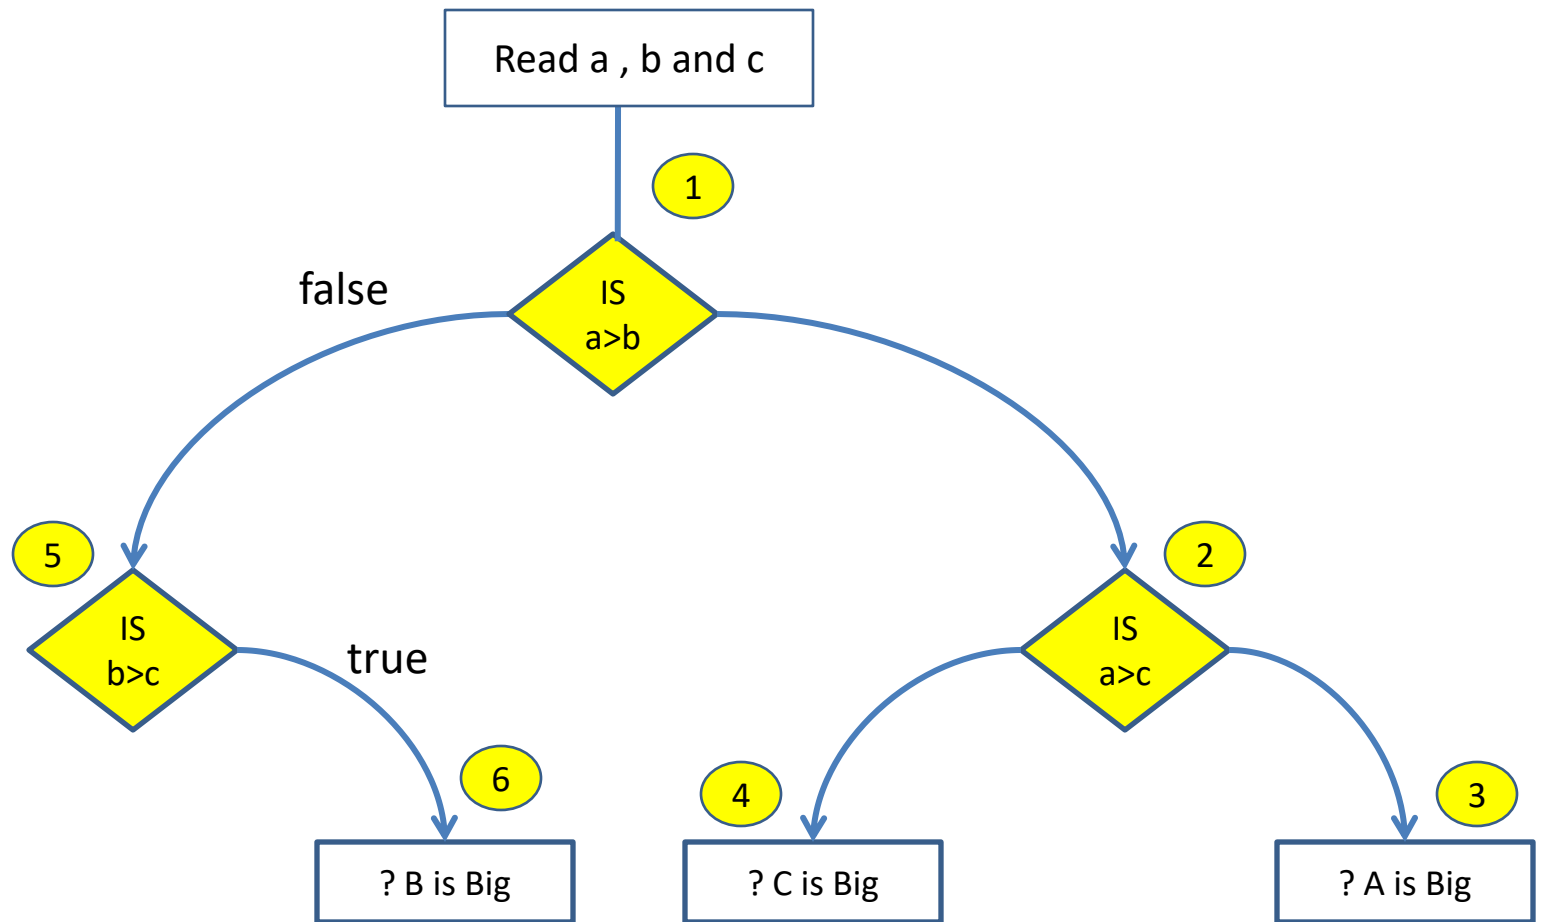 Read a , b and c
1
false
IS
a>b
5
2
IS
b>c
true
IS
a>c
6
4
3
? B is Big
? C is Big
? A is Big